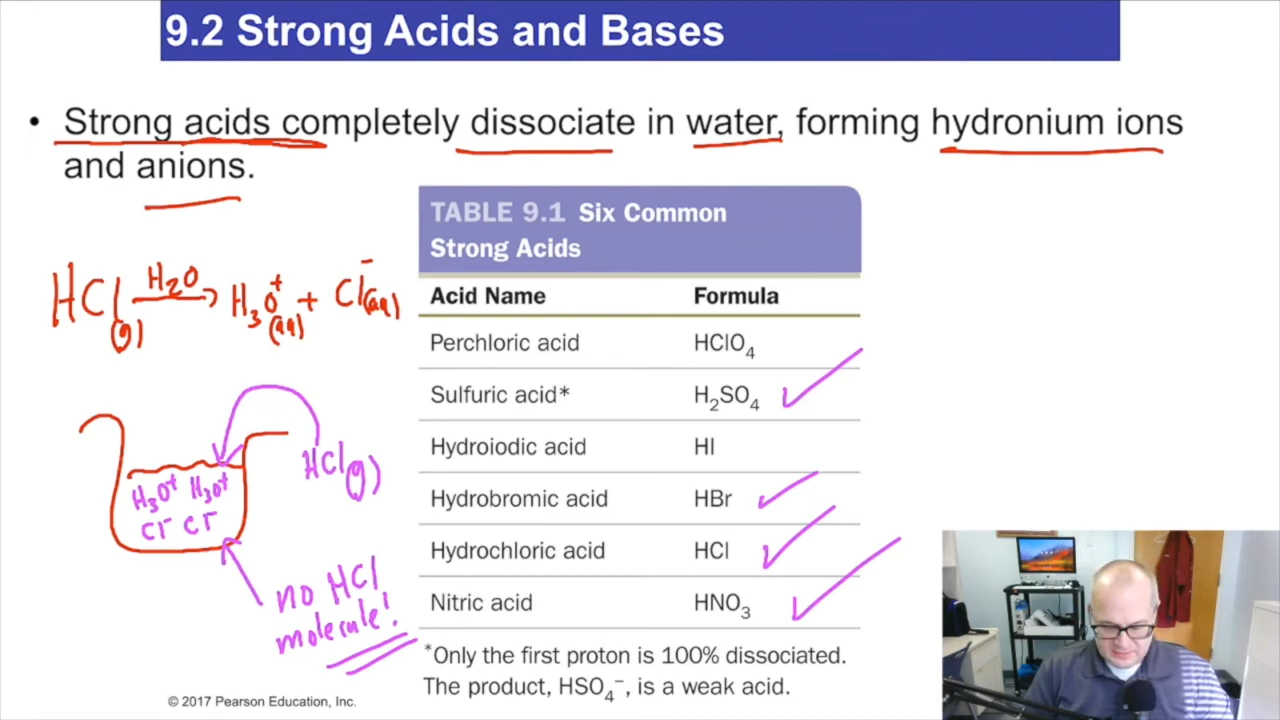 9.2 Strong Acids and Bases
• Strong acids completely dissociate in water, forming hydronium ions
and anions.
TABLE 9.1 Six Common
Strong Acids
Acid Name Formula
Perchloric acid HClO₄
Sulfuric acid* H₂SO₄
Hydroiodic acid HI
Hydrobromic acid HBr
Hydrochloric acid HCl
Nitric acid HNO₃
*Only the first proton is 100% dissociated.
The product, HSO₄⁻, is a weak acid.
HCl(g) H₂O → H₃O⁺(aq) + Cl⁻(aq)
HCl(g)
H₃O⁺ H₃O⁺
Cl⁻ Cl⁻
no HCl
molecule!
© 2017 Pearson Education, Inc.